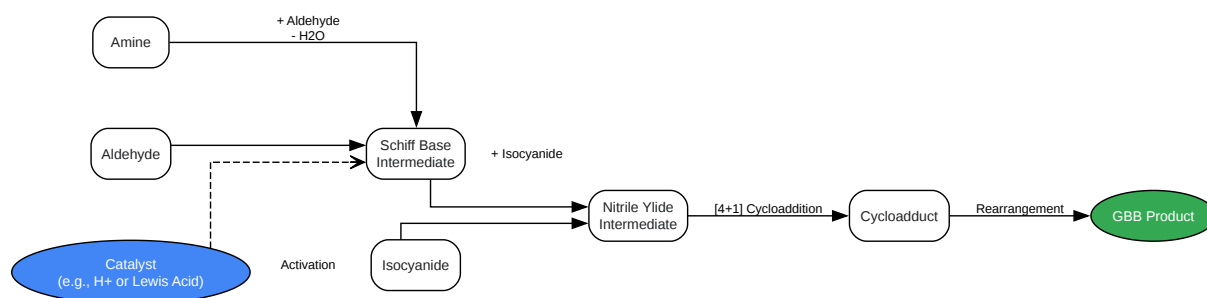 + Aldehyde
- H2O
Amine
Aldehyde
Schiff Base
Intermediate
+ Isocyanide
Nitrile Ylide
Intermediate
[4+1] Cycloaddition
Cycloadduct
Rearrangement
GBB Product
Catalyst
(e.g., H+ or Lewis Acid)
Activation
Isocyanide